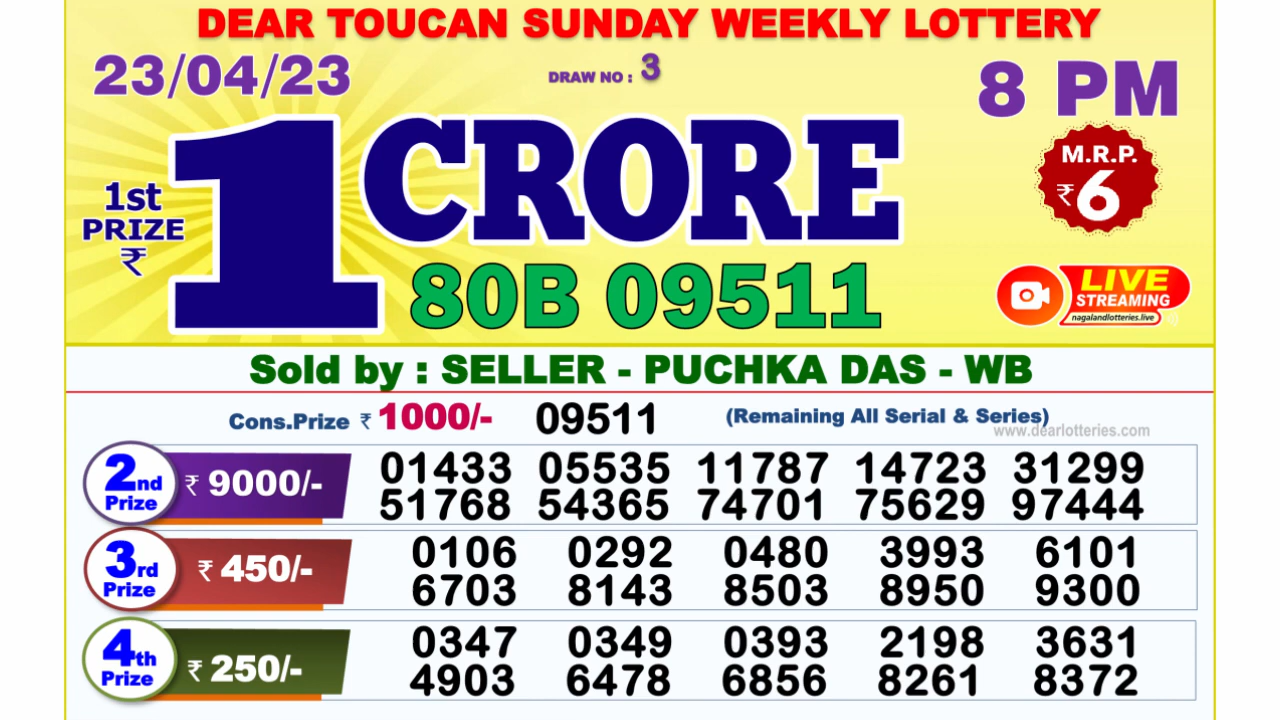 DEAR TOUCAN SUNDAY WEEKLY LOTTERY
23/04/23
DRAW NO : 3
8 PM
1st
PRIZE
₹
1 CRORE
M.R.P.
₹ 6
80B 09511
LIVE
STREAMING
nagalandlotteries.live
Sold by : SELLER - PUCHKA DAS - WB
Cons.Prize ₹ 1000/- 09511 (Remaining All Serial & Series)
www.dearlotteries.com
2nd Prize ₹ 9000/-
01433 05535 11787 14723 31299
51768 54365 74701 75629 97444
3rd Prize ₹ 450/-
0106 0292 0480 3993 6101
6703 8143 8503 8950 9300
4th Prize ₹ 250/-
0347 0349 0393 2198 3631
4903 6478 6856 8261 8372